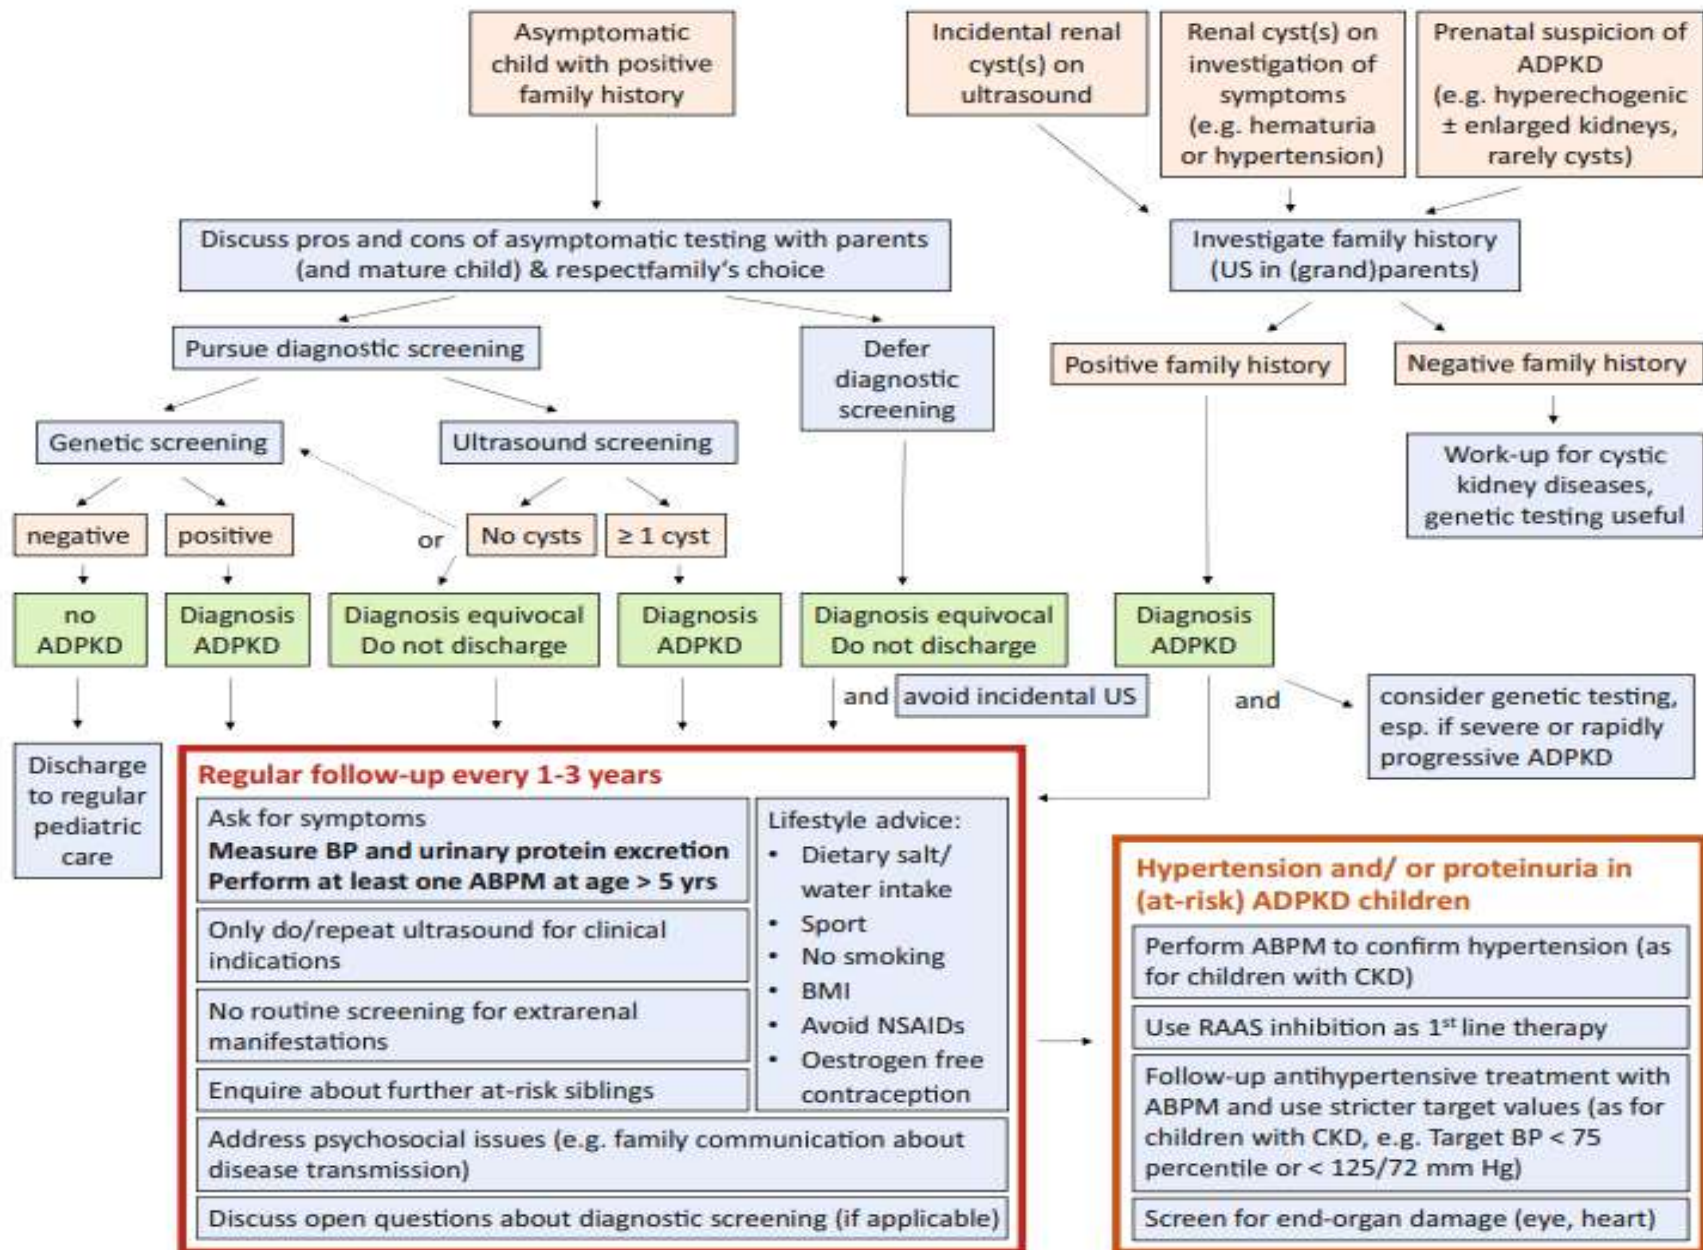 Asymptomatic
child with positive
family history
Incidental renal
cyst(s) on
ultrasound
Renal cyst(s) on
investigation of
symptoms
(e.g. hematuria
or hypertension)
Prenatal suspicion of
ADPKD
(e.g. hyperechogenic
± enlarged kidneys,
rarely cysts)
Discuss pros and cons of asymptomatic testing with parents
(and mature child) & respectfamily's choice
Investigate family history
(US in (grand)parents)
Pursue diagnostic screening
Defer
diagnostic
screening
Positive family history
Negative family history
Genetic screening
Ultrasound screening
Work-up for cystic
kidney diseases,
genetic testing useful
negative
positive
or
No cysts
≥ 1 cyst
no
ADPKD
Diagnosis
ADPKD
Diagnosis equivocal
Do not discharge
Diagnosis
ADPKD
Diagnosis equivocal
Do not discharge
Diagnosis
ADPKD
and
avoid incidental US
and
consider genetic testing,
esp. if severe or rapidly
progressive ADPKD
Discharge
to regular
pediatric
care
Regular follow-up every 1-3 years
Ask for symptoms
Measure BP and urinary protein excretion
Perform at least one ABPM at age > 5 yrs
Only do/repeat ultrasound for clinical
indications
No routine screening for extrarenal
manifestations
Enquire about further at-risk siblings
Lifestyle advice:
• Dietary salt/
water intake
• Sport
• No smoking
• BMI
• Avoid NSAIDs
• Oestrogen free
contraception
Address psychosocial issues (e.g. family communication about
disease transmission)
Discuss open questions about diagnostic screening (if applicable)
Hypertension and/ or proteinuria in
(at-risk) ADPKD children
Perform ABPM to confirm hypertension (as
for children with CKD)
Use RAAS inhibition as 1st line therapy
Follow-up antihypertensive treatment with
ABPM and use stricter target values (as for
children with CKD, e.g. Target BP < 75
percentile or < 125/72 mm Hg)
Screen for end-organ damage (eye, heart)